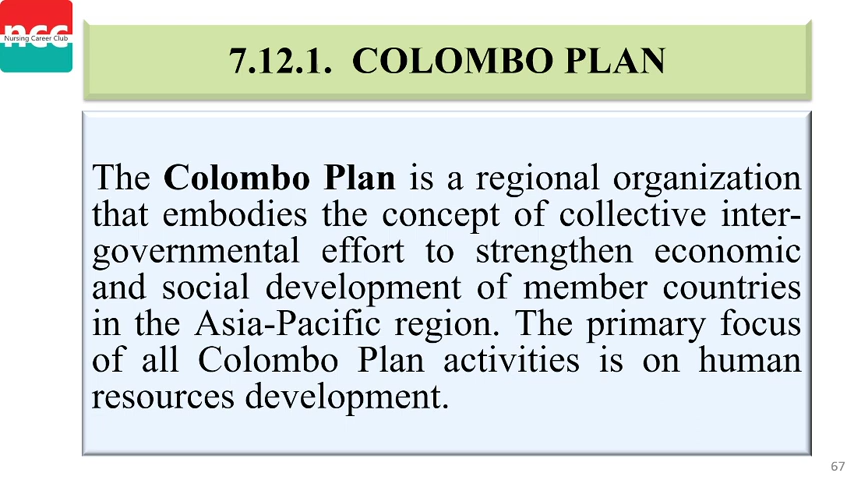 ncc
Nursing Career Club
7.12.1. COLOMBO PLAN
The Colombo Plan is a regional organization
that embodies the concept of collective inter-
governmental effort to strengthen economic
and social development of member countries
in the Asia-Pacific region. The primary focus
of all Colombo Plan activities is on human
resources development.
67